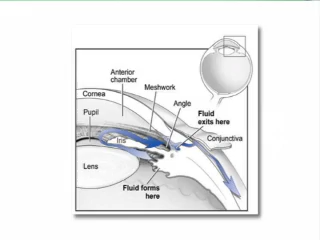 Anterior
chamber
Meshwork
Cornea
Angle
Pupil
Fluid
exits here
Iris
Conjunctiva
Lens
Fluid forms
here